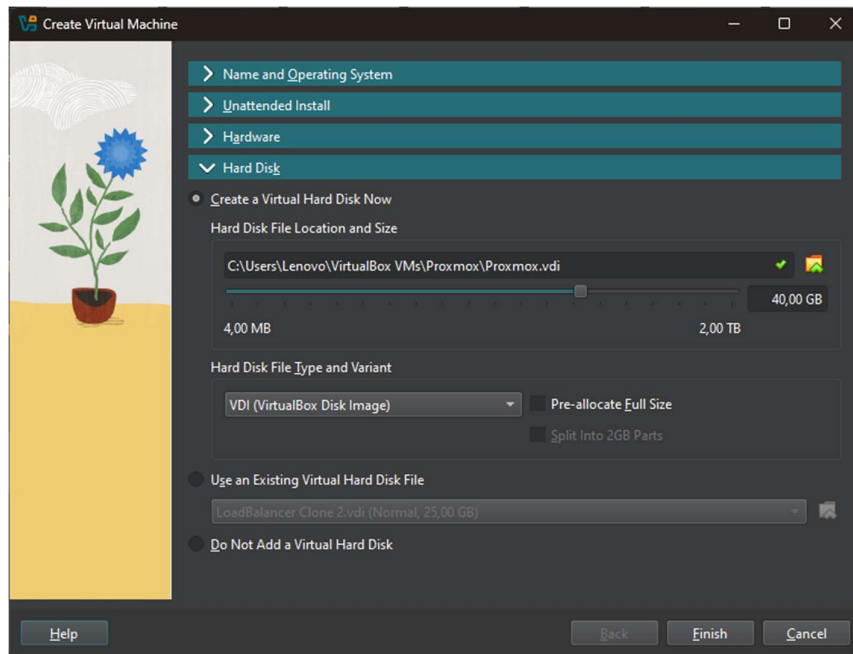 Create Virtual Machine
Name and Operating System
Unattended Install
Hardware
Hard Disk
Create a Virtual Hard Disk Now
Hard Disk File Location and Size
C:\Users\Lenovo\VirtualBox VMs\Proxmox\Proxmox.vdi
40,00 GB
4,00 MB 2,00 TB
Hard Disk File Type and Variant
VDI (VirtualBox Disk Image) Pre-allocate Full Size
Split Into 2GB Parts
Use an Existing Virtual Hard Disk File
LoadBalancer Clone 2.vdi (Normal, 25,00 GB)
Do Not Add a Virtual Hard Disk
Help Back Finish Cancel